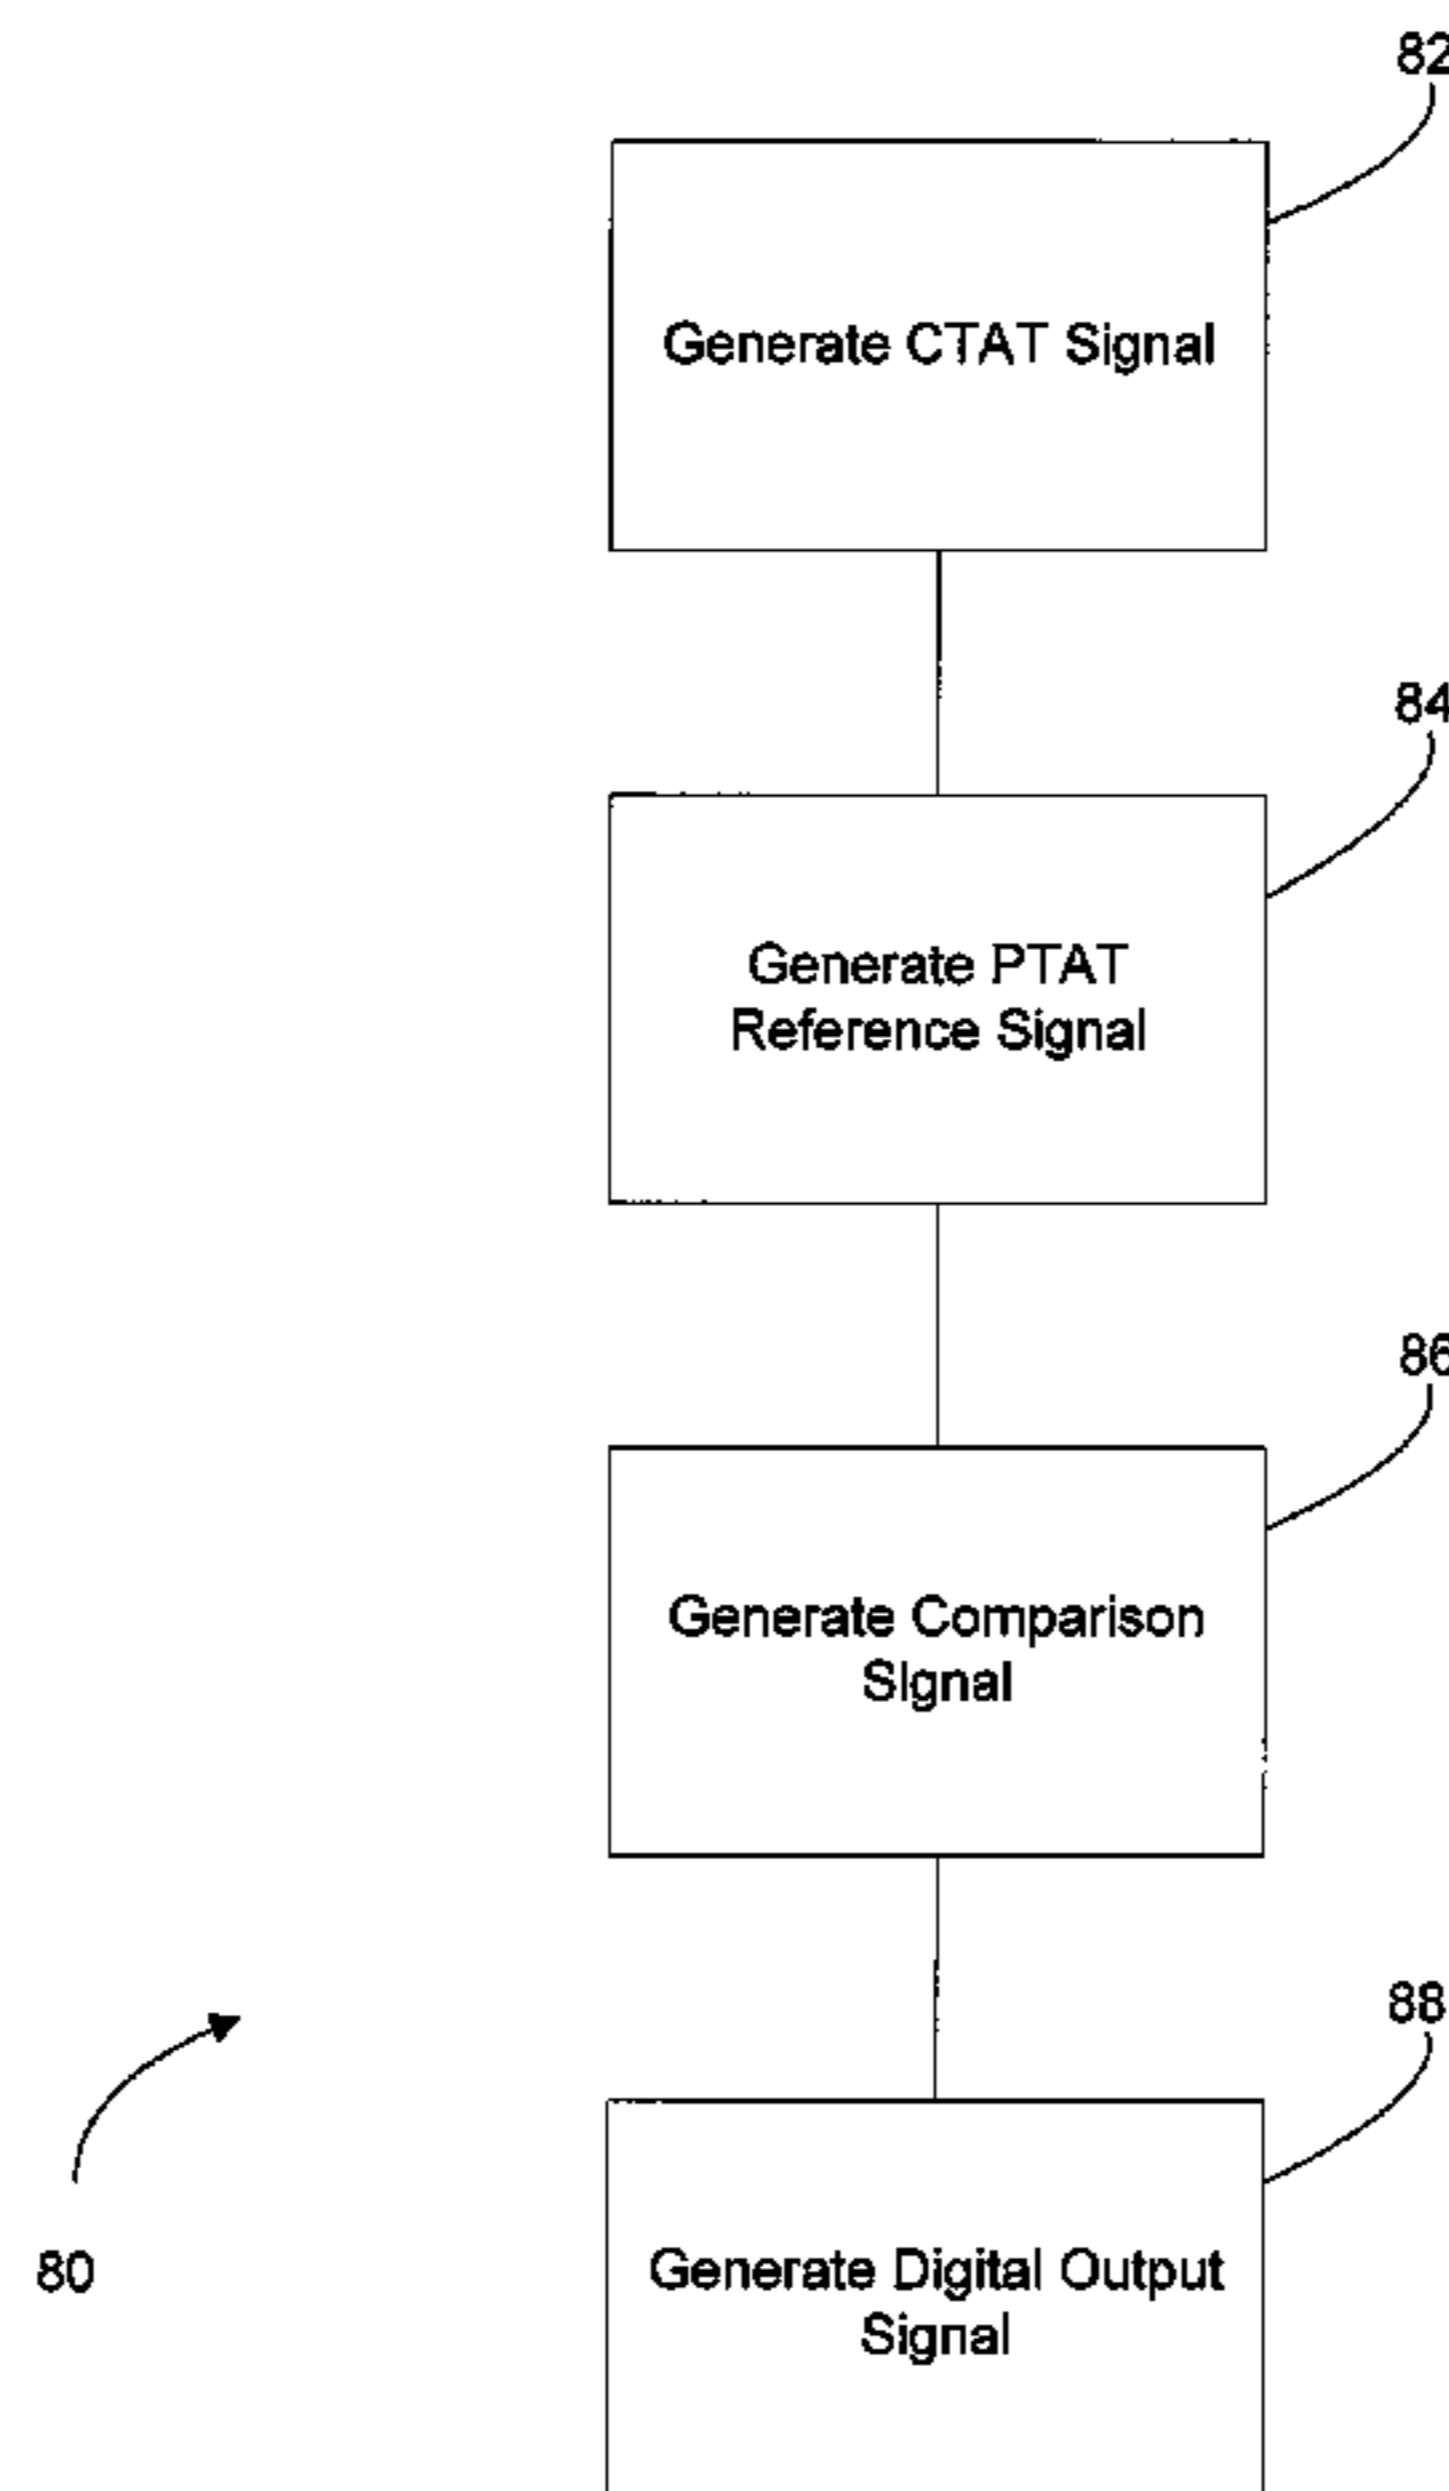 82
Generate CTAT Signal
84
Generate PTAT
Reference Signal
86
Generate Comparison
SIgnal
88
80
Generate Digital Output
Signal